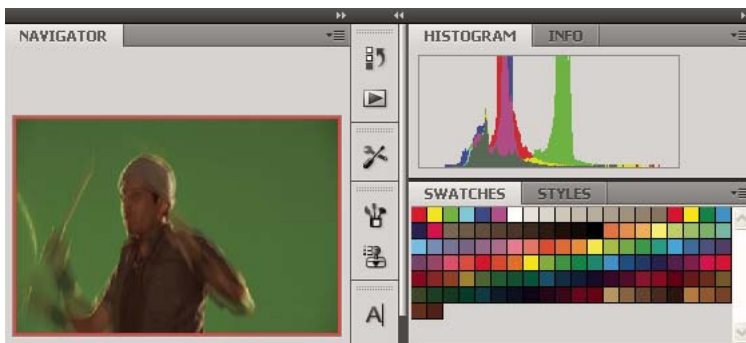 NAVIGATOR
HISTOGRAM
INFO
SWATCHES
STYLES
A